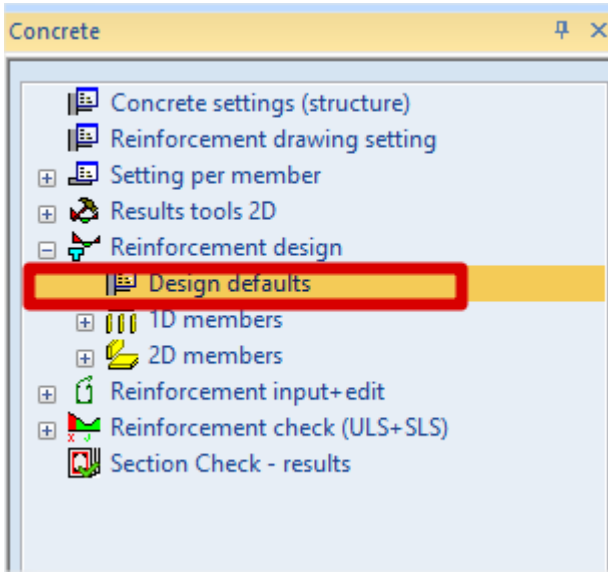 Concrete
Concrete settings (structure)
Reinforcement drawing setting
Setting per member
Results tools 2D
Reinforcement design
Design defaults
1D members
2D members
Reinforcement input+edit
Reinforcement check (ULS+SLS)
Section Check - results